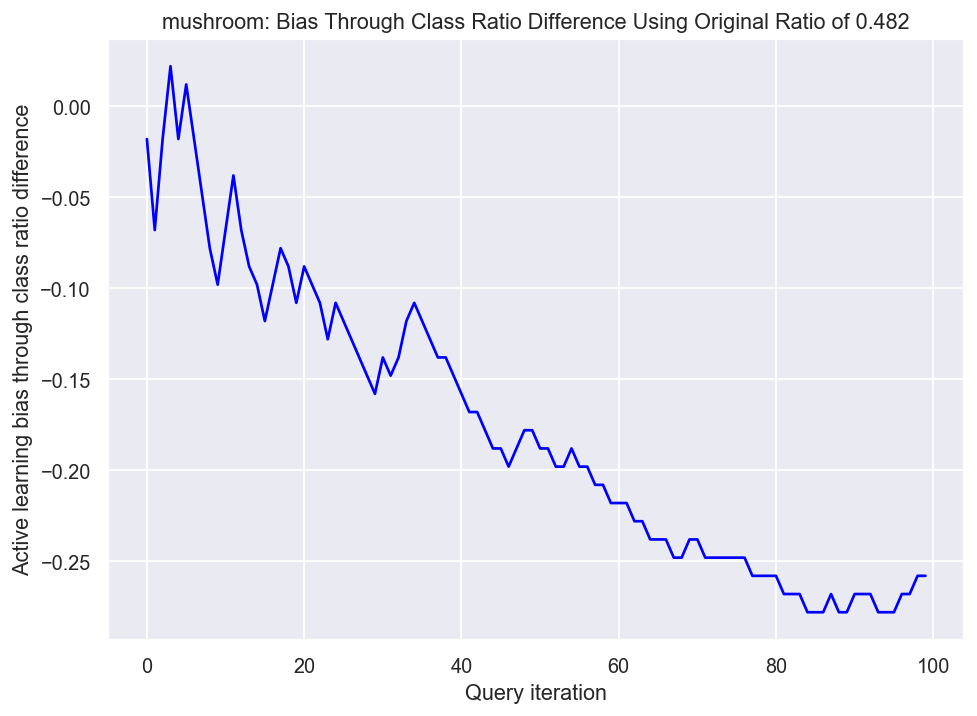 mushroom: Bias Through Class Ratio Difference Using Original Ratio of 0.482
Active learning bias through class ratio difference
0.00
−0.05
−0.10
−0.15
−0.20
−0.25
0 20 40 60 80 100
Query iteration